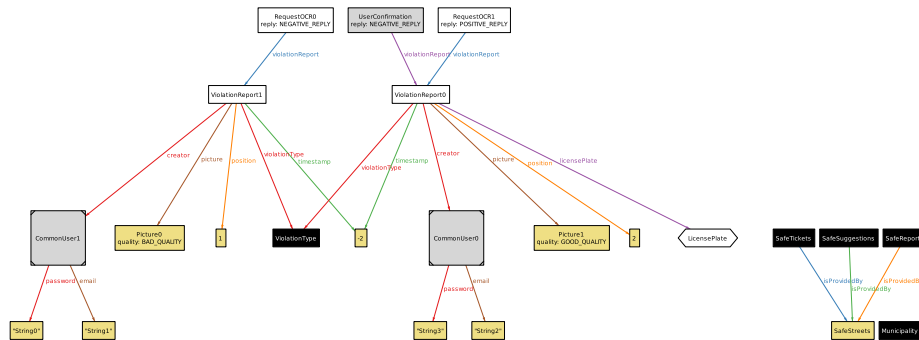 RequestOCR0
reply: NEGATIVE_REPLY
UserConfirmation
reply: NEGATIVE_REPLY
RequestOCR1
reply: POSITIVE_REPLY
violationReport
violationReport
violationReport
ViolationReport1
ViolationReport0
creator
picture
position
violationType
timestamp
violationType
timestamp
creator
picture
position
licensePlate
CommonUser1
Picture0
quality: BAD_QUALITY
1
ViolationType
-2
CommonUser0
Picture1
quality: GOOD_QUALITY
2
LicensePlate
SafeTickets
SafeSuggestions
SafeReport
password
email
password
email
isProvidedBy
isProvidedBy
isProvidedB
"String0"
"String1"
"String3"
"String2"
SafeStreets
Municipality